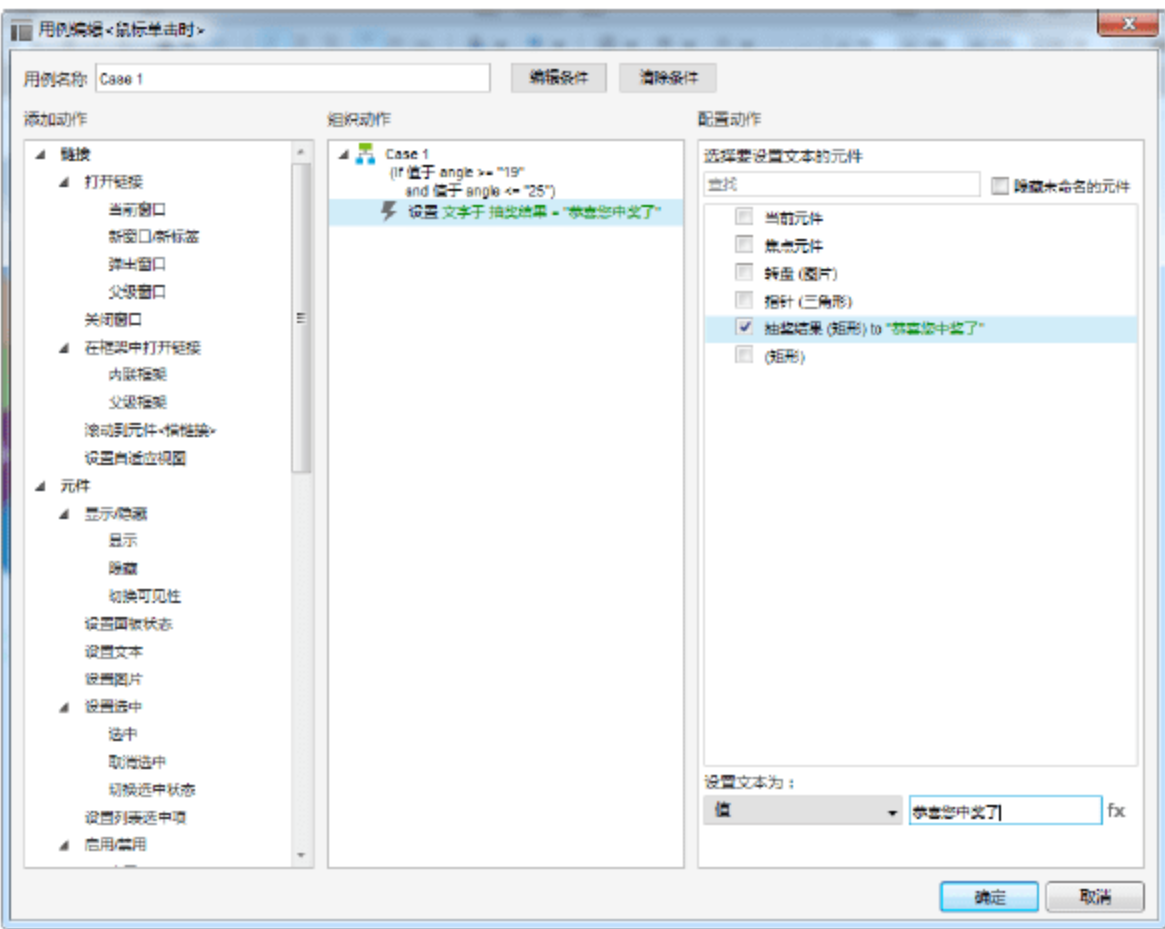 用例编辑<鼠标单击时>
用例名称 Case 1 编辑条件 清除条件
添加动作
链接
打开链接
当前窗口
新窗口/新标签
弹出窗口
父级窗口
关闭窗口
在框架中打开链接
内联框架
父级框架
滚动到元件<锚链接>
设置自适应视图
元件
显示/隐藏
显示
隐藏
切换可见性
设置面板状态
设置文本
设置图片
设置选中
选中
取消选中
切换选中状态
设置列表选中项
启用/禁用
组织动作
Case 1
(If 值于 angle >= "19"
and 值于 angle <= "25")
设置 文字于 抽奖结果 = "恭喜您中奖了"
配置动作
选择要设置文本的元件
查找 隐藏未命名的元件
当前元件
焦点元件
转盘 (图片)
指针 (三角形)
抽奖结果 (矩形) to "恭喜您中奖了"
(矩形)
设置文本为：
值 恭喜您中奖了 fx
确定 取消